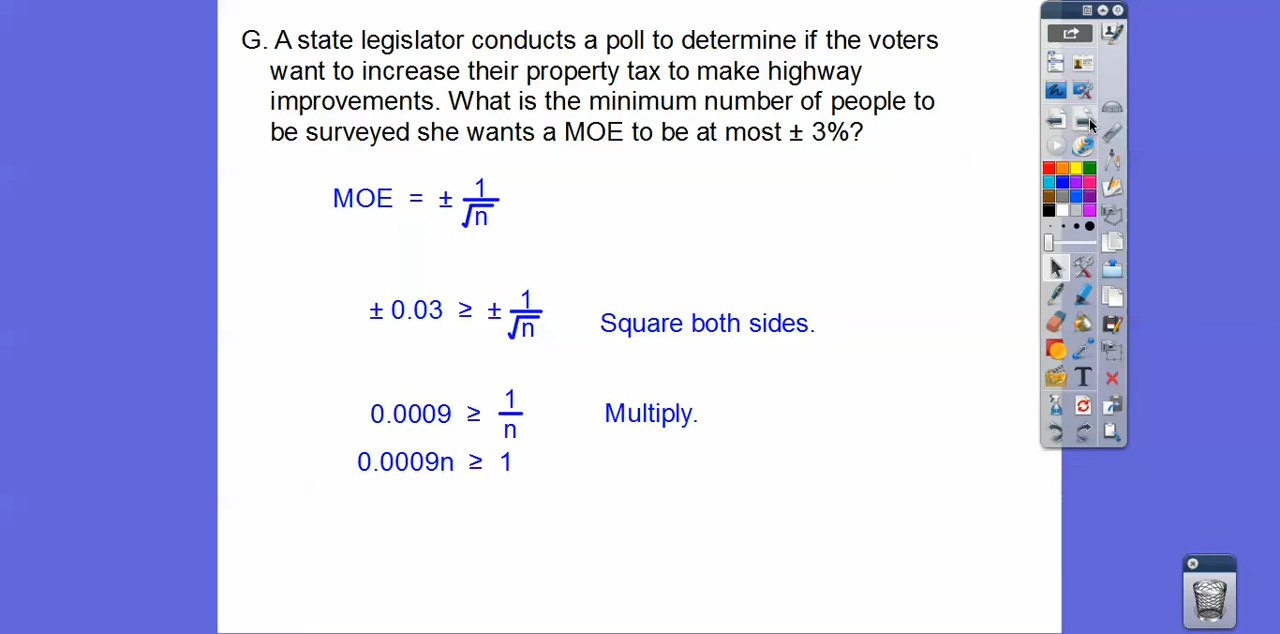 G. A state legislator conducts a poll to determine if the voters
want to increase their property tax to make highway
improvements. What is the minimum number of people to
be surveyed she wants a MOE to be at most ± 3%?
MOE = ± 1/√n
± 0.03 ≥ ± 1/√n Square both sides.
0.0009 ≥ 1/n Multiply.
0.0009n ≥ 1
T